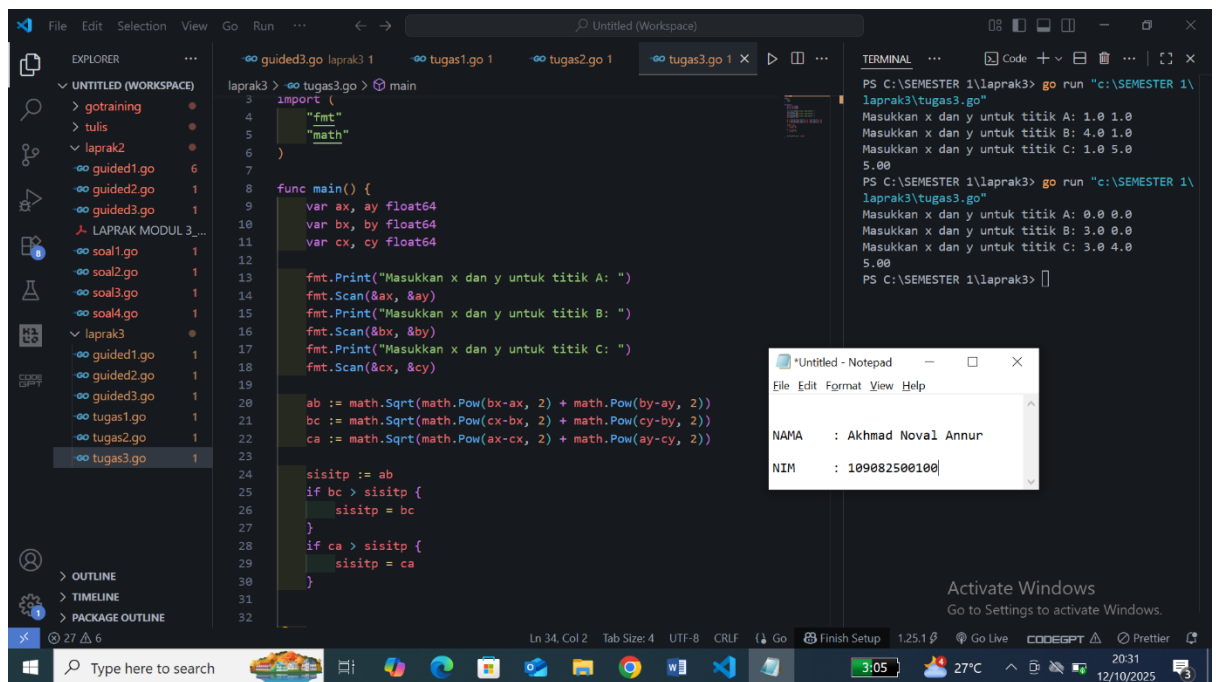 File Edit Selection View Go Run ··· Untitled (Workspace)
EXPLORER ···
UNTITLED (WORKSPACE)
gotraining
tulis
laprak2
guided1.go 6
guided2.go 1
guided3.go 1
LAPRAK MODUL 3_...
soal1.go 1
soal2.go 1
soal3.go 1
soal4.go 1
laprak3
guided1.go 1
guided2.go 1
guided3.go 1
tugas1.go 1
tugas2.go 1
tugas3.go 1
OUTLINE
TIMELINE
PACKAGE OUTLINE
8
CODE GPT
1
guided3.go laprak3 1 tugas1.go 1 tugas2.go 1 tugas3.go 1
laprak3 > tugas3.go > main
3 import (
4 "fmt"
5 "math"
6 )
7
8 func main() {
9 var ax, ay float64
10 var bx, by float64
11 var cx, cy float64
12
13 fmt.Print("Masukkan x dan y untuk titik A: ")
14 fmt.Scan(&ax, &ay)
15 fmt.Print("Masukkan x dan y untuk titik B: ")
16 fmt.Scan(&bx, &by)
17 fmt.Print("Masukkan x dan y untuk titik C: ")
18 fmt.Scan(&cx, &cy)
19
20 ab := math.Sqrt(math.Pow(bx-ax, 2) + math.Pow(by-ay, 2))
21 bc := math.Sqrt(math.Pow(cx-bx, 2) + math.Pow(cy-by, 2))
22 ca := math.Sqrt(math.Pow(ax-cx, 2) + math.Pow(ay-cy, 2))
23
24 sisitp := ab
25 if bc > sisitp {
26 sisitp = bc
27 }
28 if ca > sisitp {
29 sisitp = ca
30 }
31
32
TERMINAL ··· Code
PS C:\SEMESTER 1\laprak3> go run "c:\SEMESTER 1\
laprak3\tugas3.go"
Masukkan x dan y untuk titik A: 1.0 1.0
Masukkan x dan y untuk titik B: 4.0 1.0
Masukkan x dan y untuk titik C: 1.0 5.0
5.00
PS C:\SEMESTER 1\laprak3> go run "c:\SEMESTER 1\
laprak3\tugas3.go"
Masukkan x dan y untuk titik A: 0.0 0.0
Masukkan x dan y untuk titik B: 3.0 0.0
Masukkan x dan y untuk titik C: 3.0 4.0
5.00
PS C:\SEMESTER 1\laprak3>
*Untitled - Notepad
File Edit Format View Help
NAMA : Akhmad Noval Annur
NIM : 109082500100
Activate Windows
Go to Settings to activate Windows.
27 6 Ln 34, Col 2 Tab Size: 4 UTF-8 CRLF Go Finish Setup 1.25.1 Go Live CODEGPT Prettier
Type here to search 3:05 27°C 20:31
12/10/2025 3